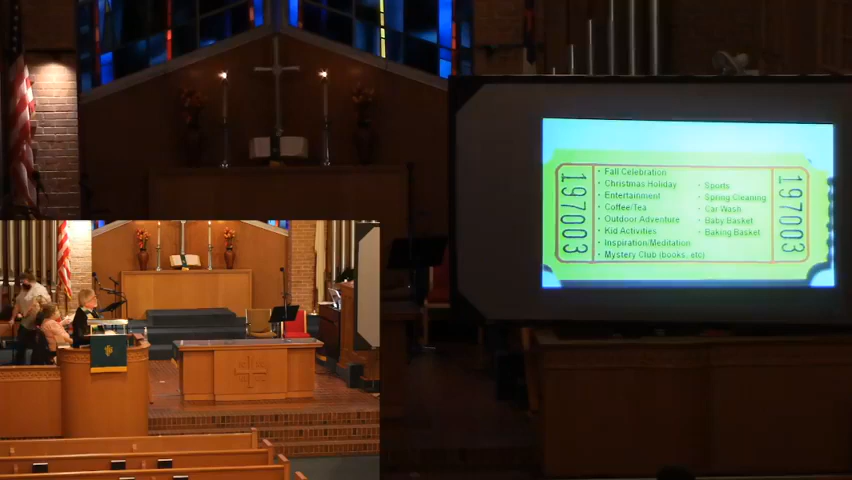 197003
• Fall Celebration
• Christmas Holiday
• Entertainment
• Coffee/Tea
• Outdoor Adventure
• Kid Activities
• Inspiration/Meditation
• Mystery Club (books, etc)
• Sports
• Spring Cleaning
• Car Wash
• Baby Basket
• Baking Basket
197003